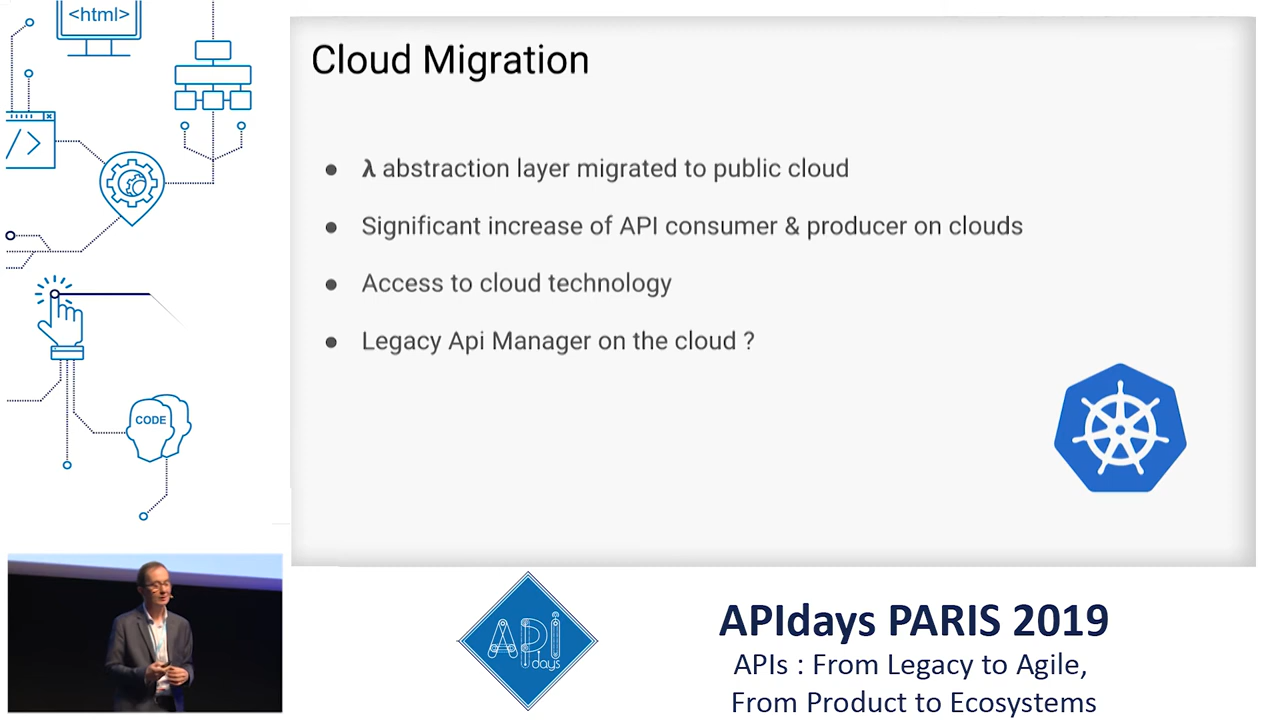 <html>
</>
CODE
Cloud Migration
λ abstraction layer migrated to public cloud
Significant increase of API consumer & producer on clouds
Access to cloud technology
Legacy Api Manager on the cloud ?
API
days
APIdays PARIS 2019
APIs : From Legacy to Agile,
From Product to Ecosystems